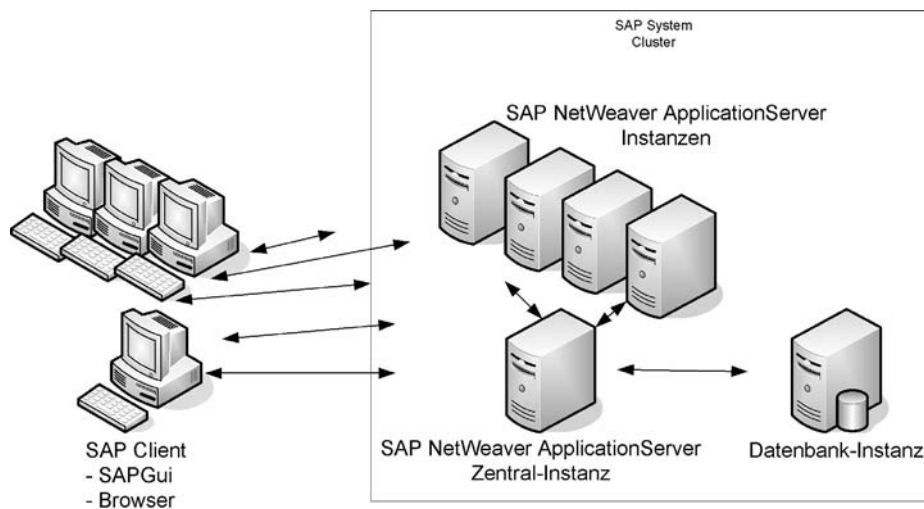 SAP System
Cluster
SAP NetWeaver ApplicationServer
Instanzen
SAP Client
- SAPGui
- Browser
SAP NetWeaver ApplicationServer
Zentral-Instanz
Datenbank-Instanz